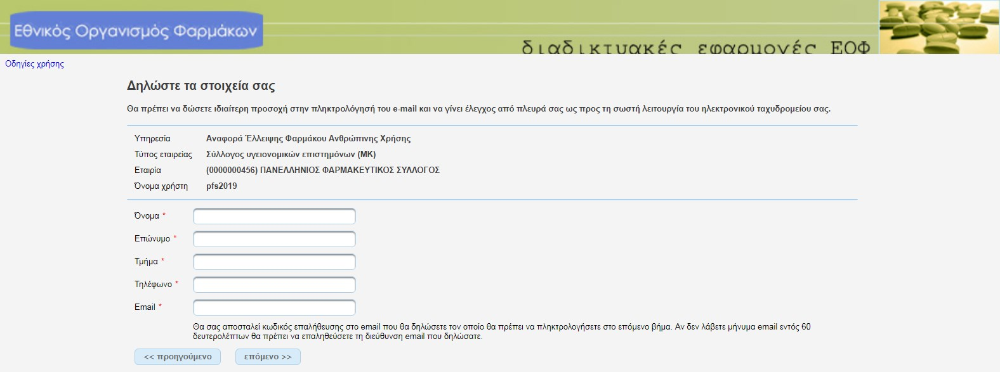 Εθνικός Οργανισμός Φαρμάκων
διαδικτυακές εφαρμογές ΕΟΦ
Οδηγίες χρήσης
Δηλώστε τα στοιχεία σας
Θα πρέπει να δώσετε ιδιαίτερη προσοχή στην πληκτρολόγησή του e-mail και να γίνει έλεγχος από πλευρά σας ως προς τη σωστή λειτουργία του ηλεκτρονικού ταχυδρομείου σας.
Υπηρεσία Αναφορά Έλλειψης Φαρμάκου Ανθρώπινης Χρήσης
Τύπος εταιρείας Σύλλογος υγειονομικών επιστημόνων (ΜΚ)
Εταιρία (0000000456) ΠΑΝΕΛΛΗΝΙΟΣ ΦΑΡΜΑΚΕΥΤΙΚΟΣ ΣΥΛΛΟΓΟΣ
Όνομα χρήστη pfs2019
Όνομα *
Επώνυμο *
Τμήμα *
Τηλέφωνο *
Email *
Θα σας αποσταλεί κωδικός επαλήθευσης στο email που θα δηλώσετε τον οποίο θα πρέπει να πληκτρολογήσετε στο επόμενο βήμα. Αν δεν λάβετε μήνυμα email εντός 60
δευτερολέπτων θα πρέπει να επαληθεύσετε τη διεύθυνση email που δηλώσατε.
<< προηγούμενο επόμενο >>